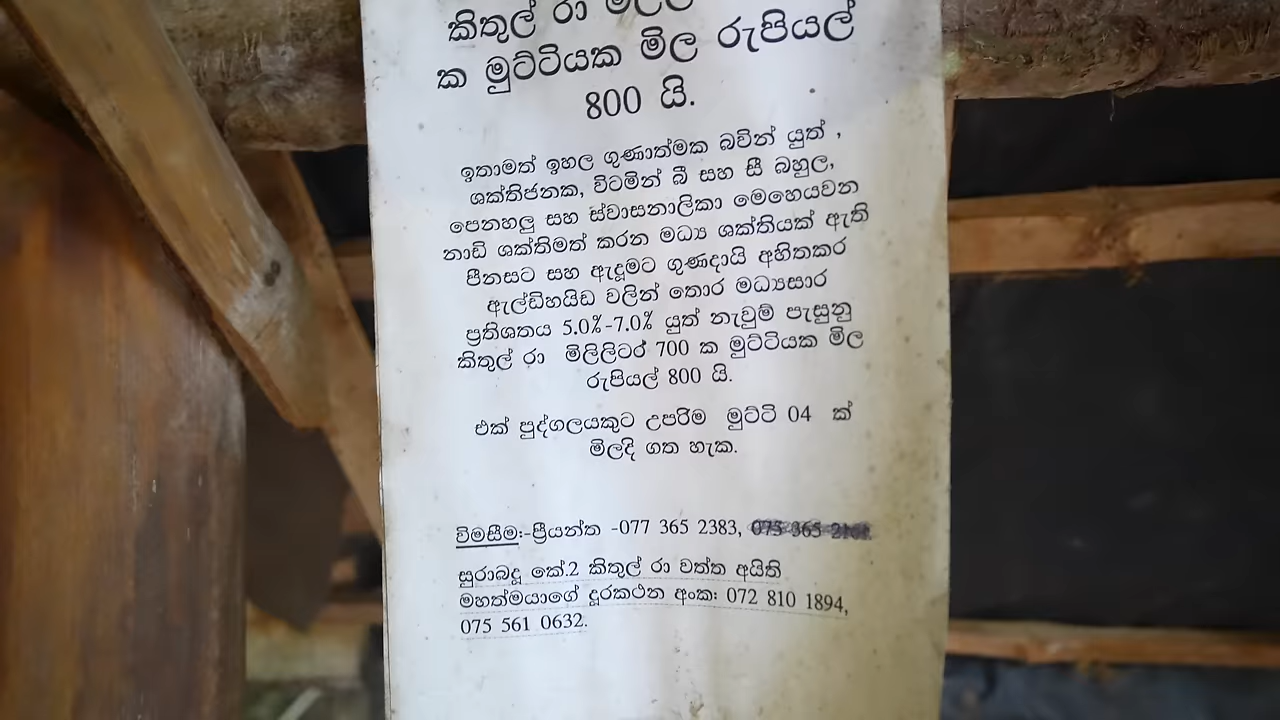 කිතුල් රා
ක මුට්ටියක මිල රුපියල්
800 යි.
ඉතාමත් ඉහල ගුණාත්මක බවින් යුත් ,
ශක්තිජනක, විටමින් බී සහ සී බහුල,
පෙනහලු සහ ස්වාසනාලිකා මෙහෙයවන
නාඩි ශක්තිමත් කරන මධ්‍ය ශක්තියක් ඇති
පීනසට සහ ඇදූමට ගුණදායි අහිතකර
ඇල්ඩිහයිඩ වලින් තොර මධ්‍යසාර
ප්‍රතිශතය 5.0%-7.0% යුත් නැවුම් පැසුනු
කිතුල් රා මිලිලිටර් 700 ක මුට්ටියක මිල
රුපියල් 800 යි.
එක් පුද්ගලයකුට උපරිම මුට්ටි 04 ක්
මිලදි ගත හැක.
විමසීම:-ප්‍රියන්ත -077 365 2383,
සුරාබදූ කේ.2 කිතුල් රා වත්ත අයිති
මහත්මයාගේ දූරකථන අංක: 072 810 1894,
075 561 0632.